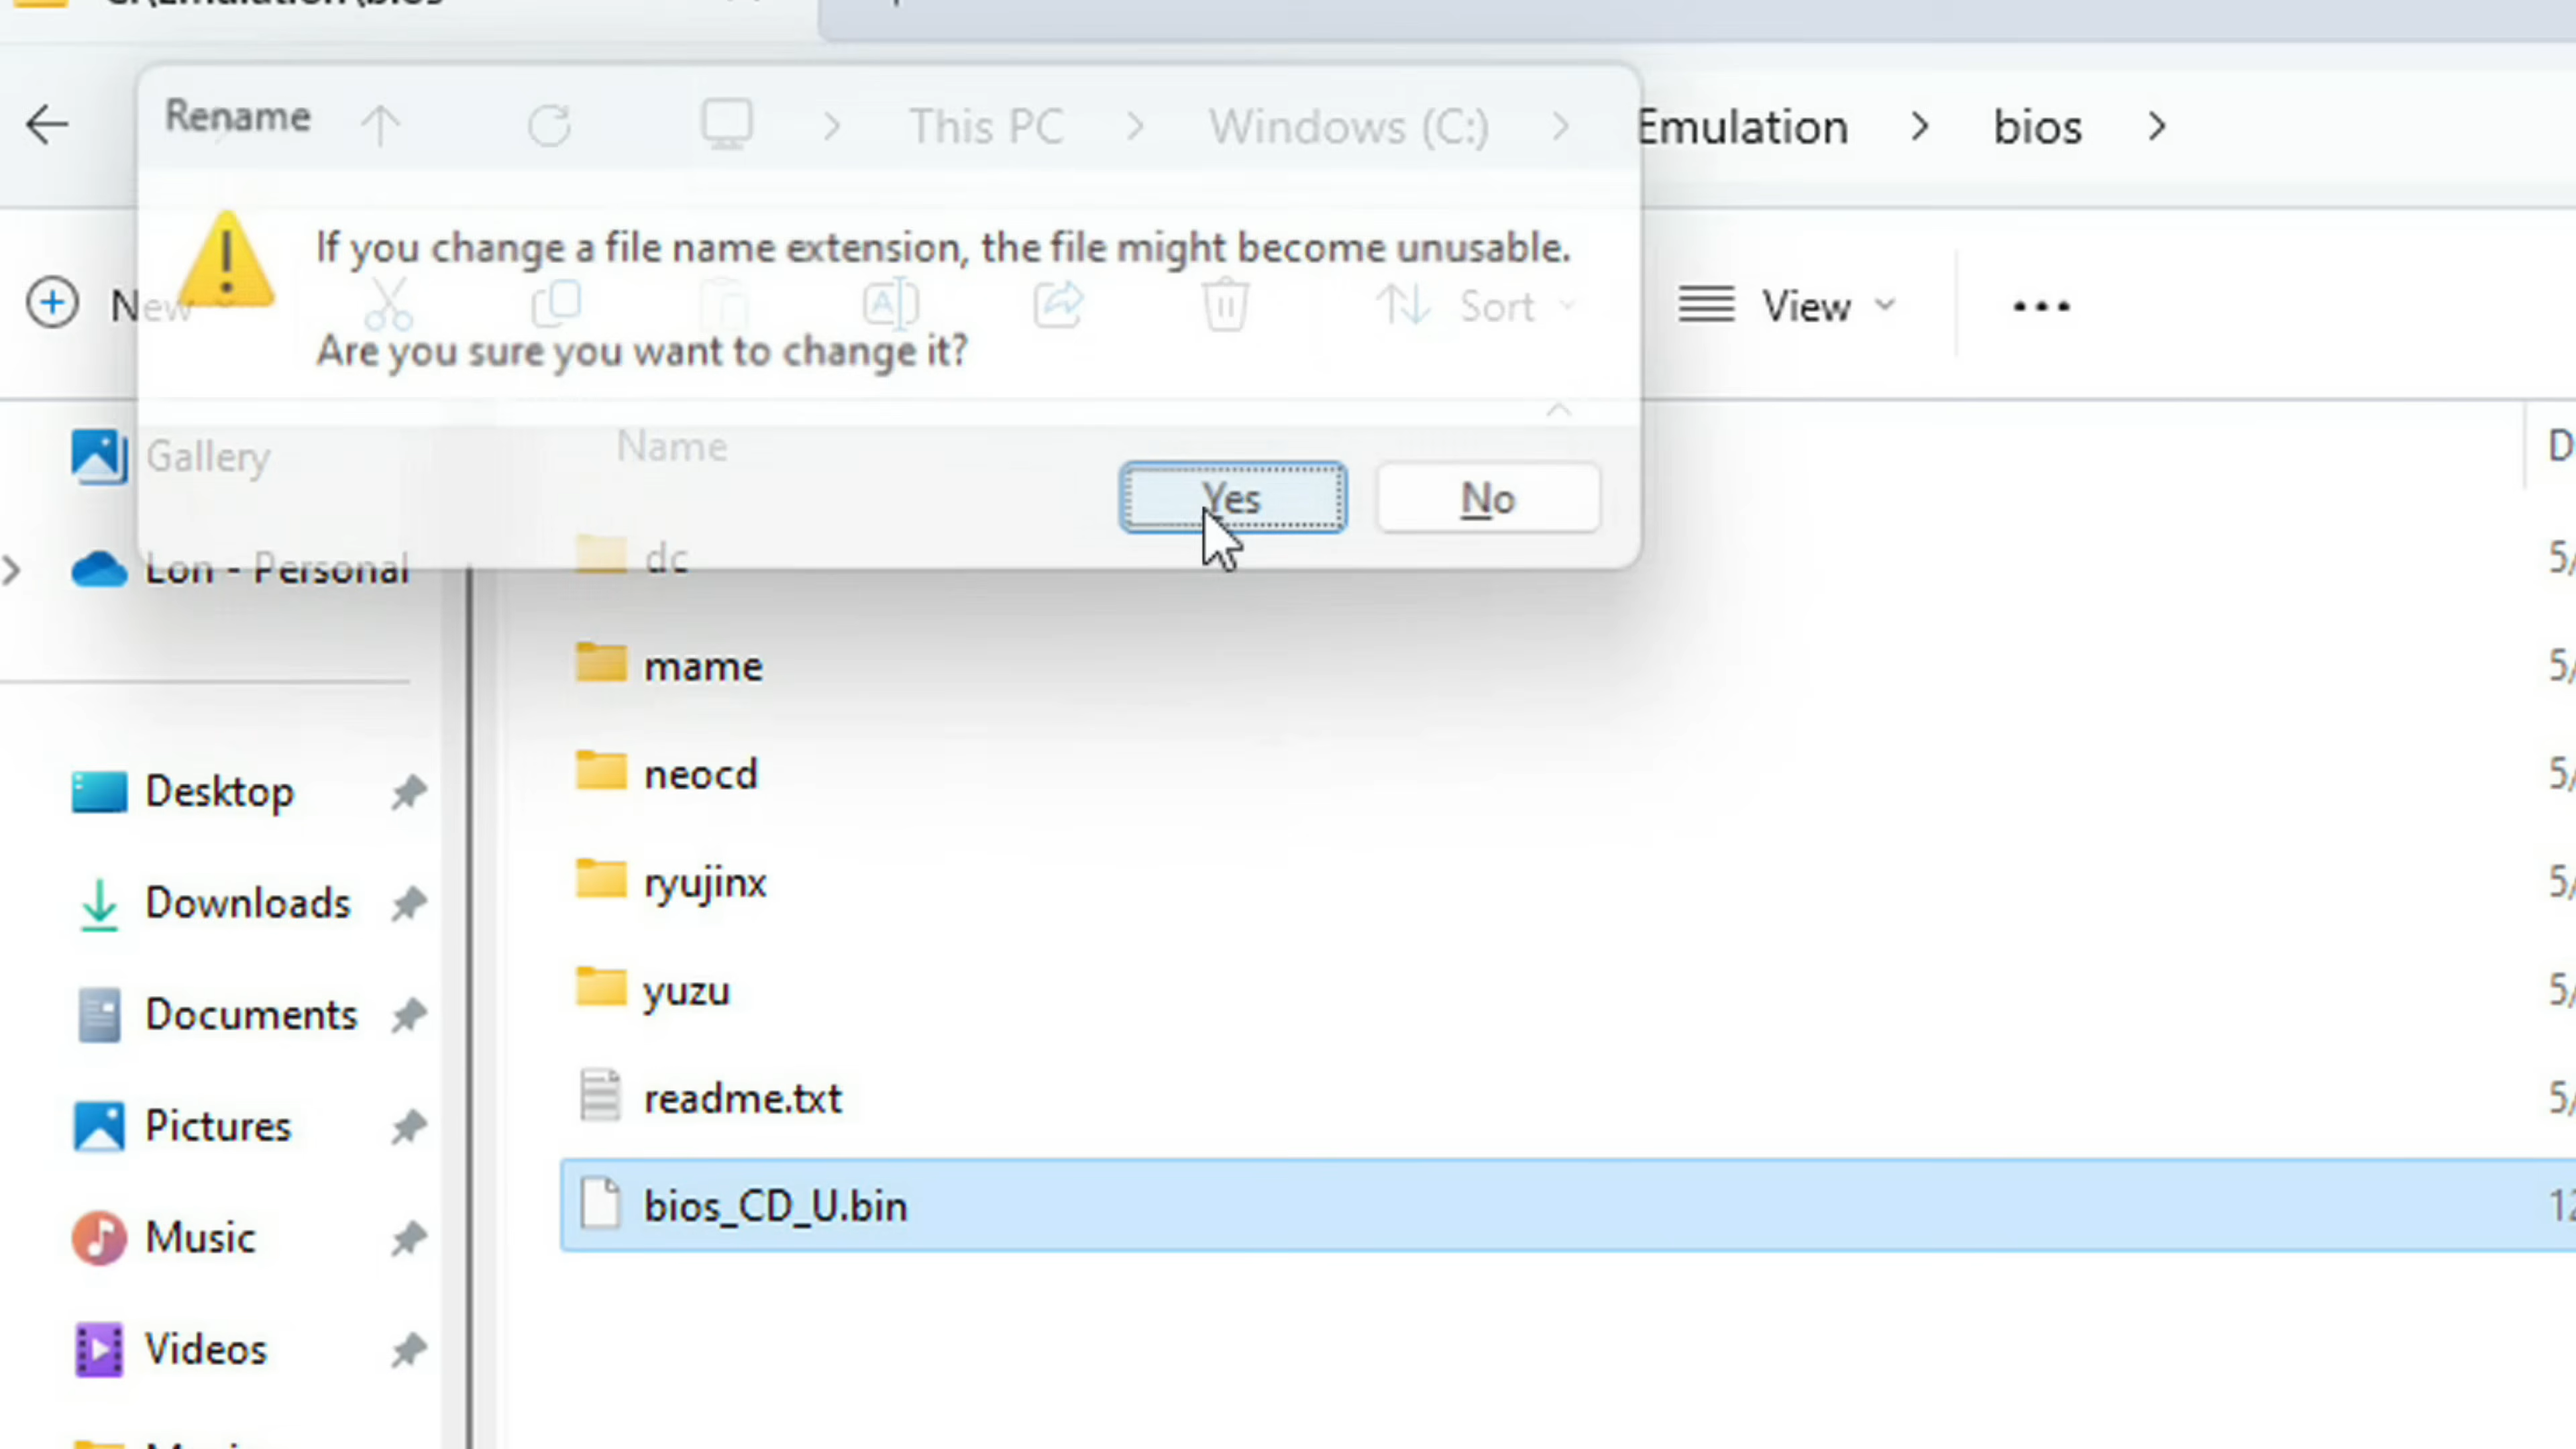 Rename
This PC
Windows (C:)
Emulation
bios
If you change a file name extension, the file might become unusable.
Are you sure you want to change it?
New
Sort
View
Name
Yes
No
Gallery
Lon - Personal
dc
mame
neocd
ryujinx
yuzu
readme.txt
bios_CD_U.bin
Desktop
Downloads
Documents
Pictures
Music
Videos